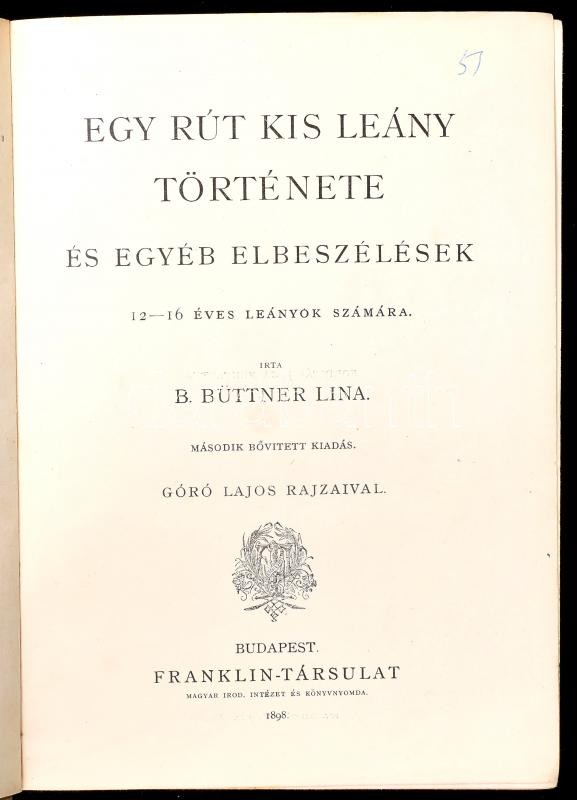 51
EGY RÚT KIS LEÁNY
TÖRTÉNETE
ÉS EGYÉB ELBESZÉLÉSEK
12—16 ÉVES LEÁNYOK SZÁMÁRA.
IRTA
B. BÜTTNER LINA.
MÁSODIK BŐVITETT KIADÁS.
GÓRÓ LAJOS RAJZAIVAL.
BUDAPEST.
FRANKLIN-TÁRSULAT
MAGYAR IROD. INTÉZET ÉS KÖNYVNYOMDA.
1898.